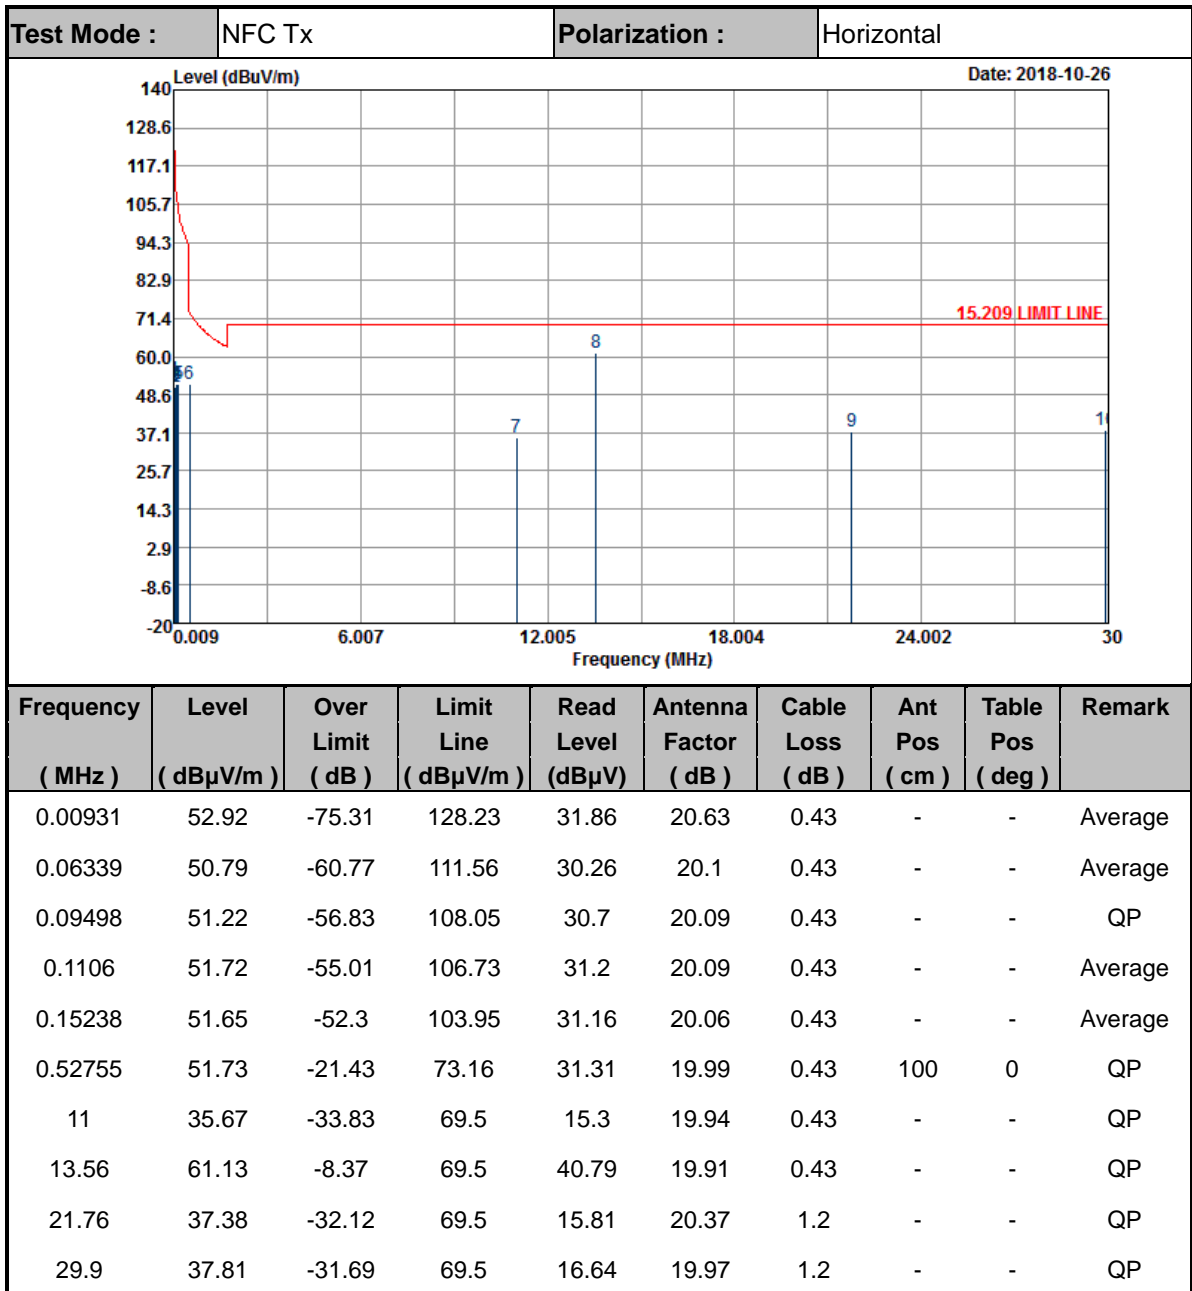 Test Mode : NFC Tx Polarization : Horizontal
Level (dBuV/m) Date: 2018-10-26
140
128.6
117.1
105.7
94.3
82.9
71.4
60.0
48.6
37.1
25.7
14.3
2.9
-8.6
-20
15.209 LIMIT LINE
6
7
8
9
0.009 6.007 12.005 18.004 24.002 30
Frequency (MHz)
Frequency Level Over Limit Read Antenna Cable Ant Table Remark
Limit Line Level Factor Loss Pos Pos
( MHz ) ( dBµV/m ) ( dB ) ( dBµV/m ) (dBµV) ( dB ) ( dB ) ( cm ) ( deg )
0.00931 52.92 -75.31 128.23 31.86 20.63 0.43 - - Average
0.06339 50.79 -60.77 111.56 30.26 20.1 0.43 - - Average
0.09498 51.22 -56.83 108.05 30.7 20.09 0.43 - - QP
0.1106 51.72 -55.01 106.73 31.2 20.09 0.43 - - Average
0.15238 51.65 -52.3 103.95 31.16 20.06 0.43 - - Average
0.52755 51.73 -21.43 73.16 31.31 19.99 0.43 100 0 QP
11 35.67 -33.83 69.5 15.3 19.94 0.43 - - QP
13.56 61.13 -8.37 69.5 40.79 19.91 0.43 - - QP
21.76 37.38 -32.12 69.5 15.81 20.37 1.2 - - QP
29.9 37.81 -31.69 69.5 16.64 19.97 1.2 - - QP